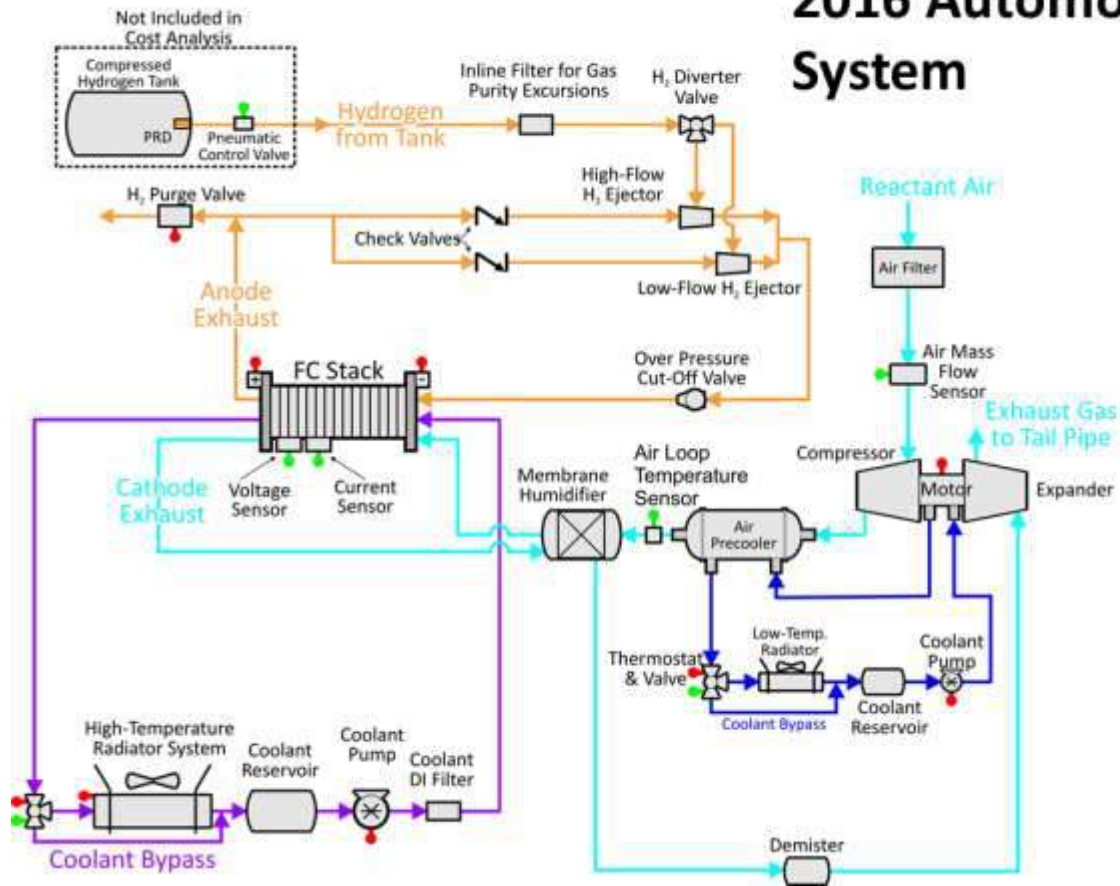 2016 Automo
System
Not Included in
Cost Analysis
Compressed
Hydrogen Tank
PRD
Pneumatic
Control Valve
Hydrogen
from Tank
Inline Filter for Gas
Purity Excursions
H₂ Diverter
Valve
H₂ Purge Valve
Check Valves
High-Flow
H₂ Ejector
Low-Flow H₂ Ejector
Reactant Air
Air Filter
Anode
Exhaust
FC Stack
+
-
Over Pressure
Cut-Off Valve
Air Mass
Flow
Sensor
Exhaust Gas
to Tail Pipe
Compressor
Motor
Expander
Cathode
Exhaust
Voltage
Sensor
Current
Sensor
Membrane
Humidifier
Air Loop
Temperature
Sensor
Air
Precooler
Thermostat
& Valve
Low-Temp.
Radiator
Coolant
Pump
Coolant
Reservoir
Coolant Bypass
High-Temperature
Radiator System
Coolant
Reservoir
Coolant
Pump
Coolant
DI Filter
Coolant Bypass
Demister